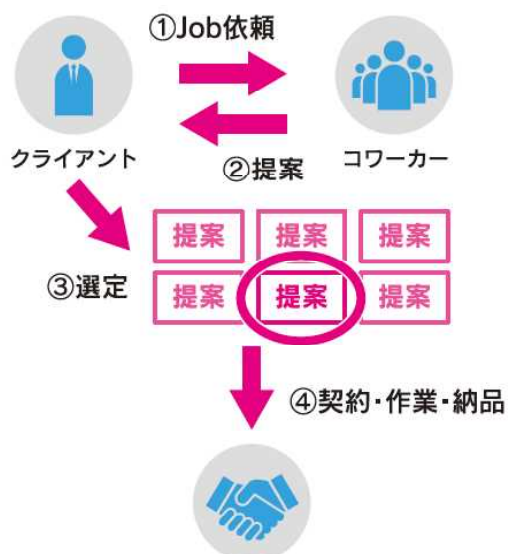 ①Job依頼
クライアント
コワーカー
②提案
提案 提案 提案
③選定
提案 提案 提案
④契約・作業・納品